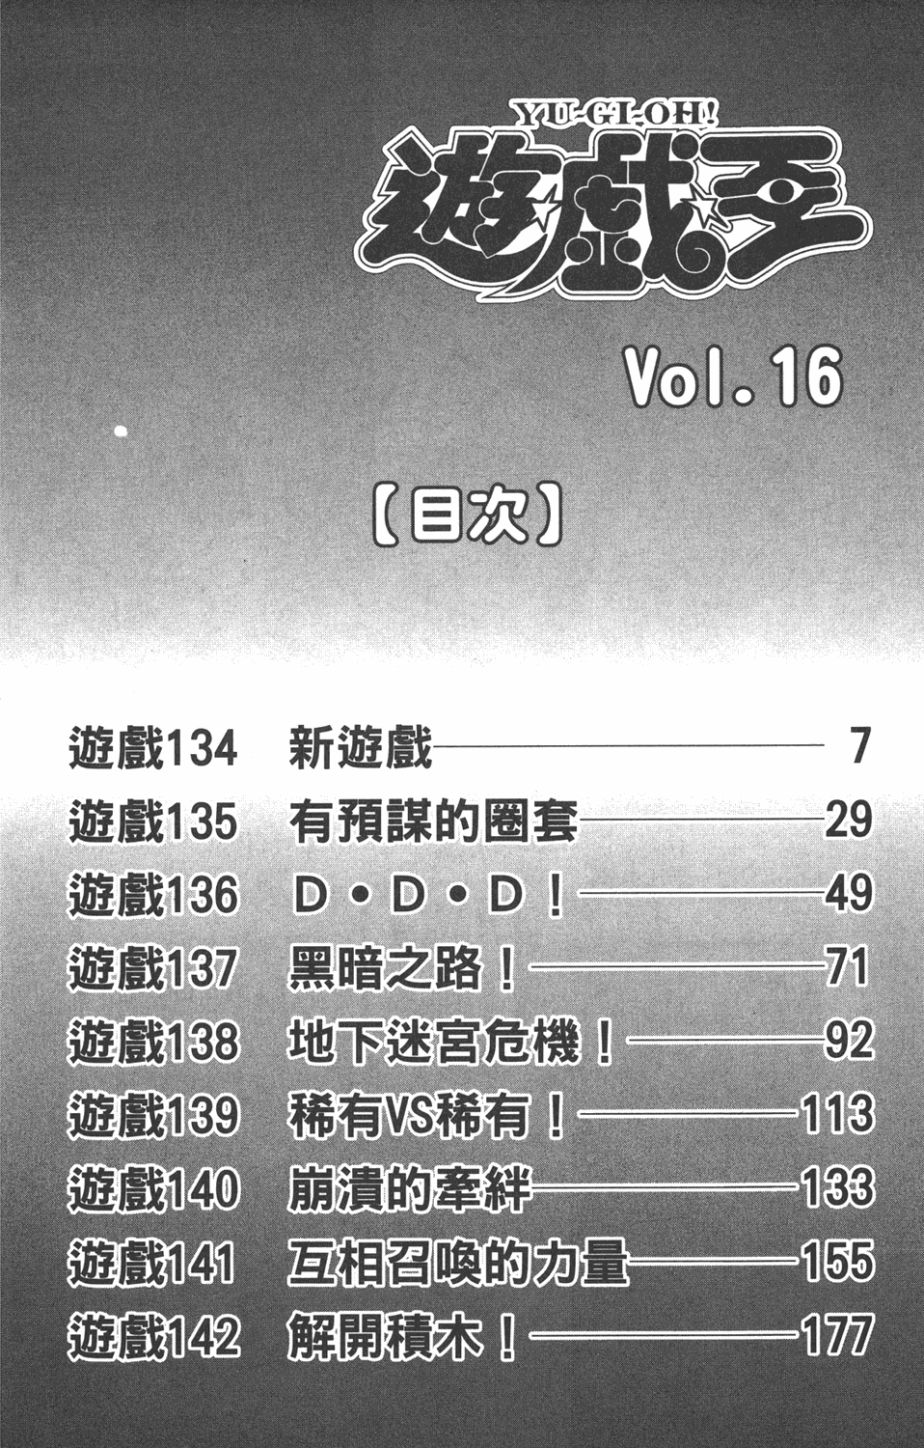 YU-GI-OH!
遊戲王
Vol.16
【目次】
遊戲134 新遊戲 7
遊戲135 有預謀的圈套 29
遊戲136 D•D•D！ 49
遊戲137 黑暗之路！ 71
遊戲138 地下迷宮危機！ 92
遊戲139 稀有VS稀有！ 113
遊戲140 崩潰的牽絆 133
遊戲141 互相召喚的力量 155
遊戲142 解開積木！ 177